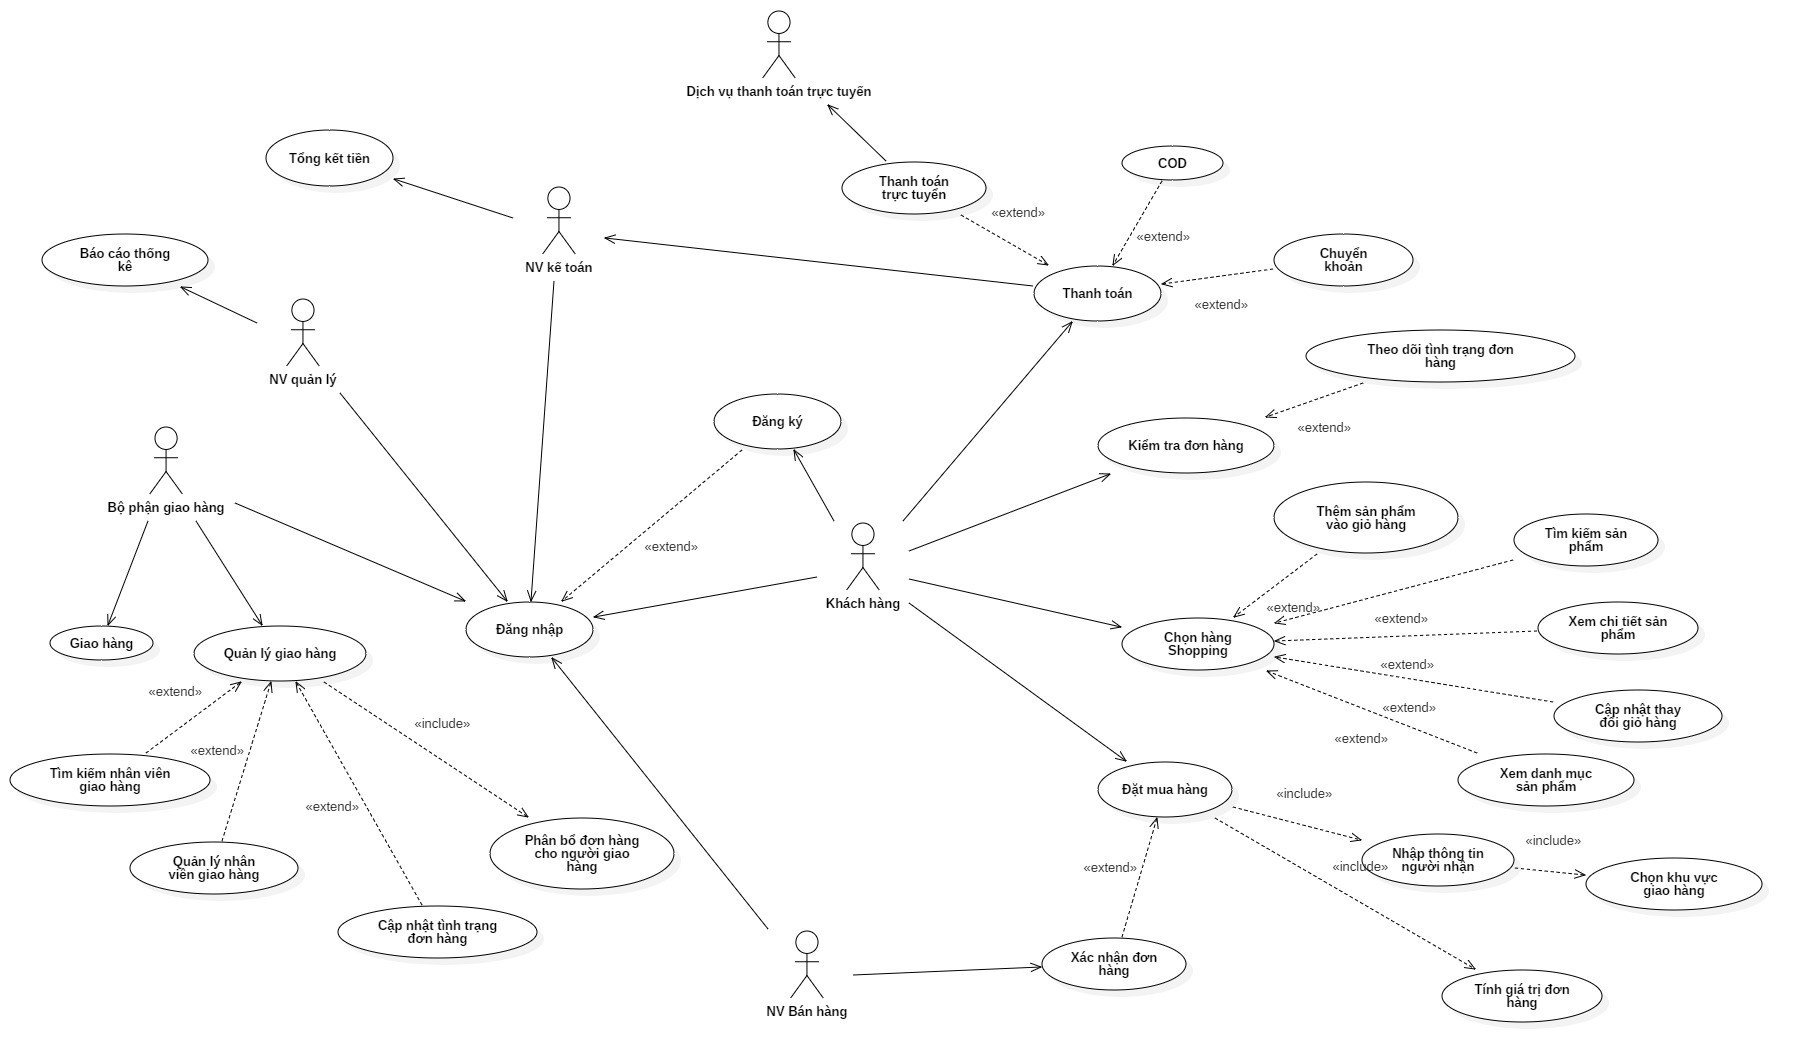 Dịch vụ thanh toán trực tuyến
Tổng kết tiền
COD
Thanh toán
trực tuyến
«extend»
«extend»
Báo cáo thống
kê
NV kế toán
Chuyển
khoản
Thanh toán
«extend»
NV quản lý
Theo dõi tình trạng đơn
hàng
Đăng ký
«extend»
Kiểm tra đơn hàng
Bộ phận giao hàng
Thêm sản phẩm
vào giỏ hàng
Tìm kiếm sản
phẩm
«extend»
Khách hàng
«extend»
«extend»
Xem chi tiết sản
phẩm
Đăng nhập
Giao hàng
Quản lý giao hàng
Chọn hàng
Shopping
«extend»
«extend»
«extend»
Cập nhật thay
đổi giỏ hàng
«include»
«extend»
«extend»
Tìm kiếm nhân viên
giao hàng
Xem danh mục
sản phẩm
Đặt mua hàng
«include»
«extend»
Phân bổ đơn hàng
cho người giao
hàng
«include»
Nhập thông tin
người nhận
«include»
Quản lý nhân
viên giao hàng
«extend»
Chọn khu vực
giao hàng
Cập nhật tình trạng
đơn hàng
Xác nhận đơn
hàng
Tính giá trị đơn
hàng
NV Bán hàng